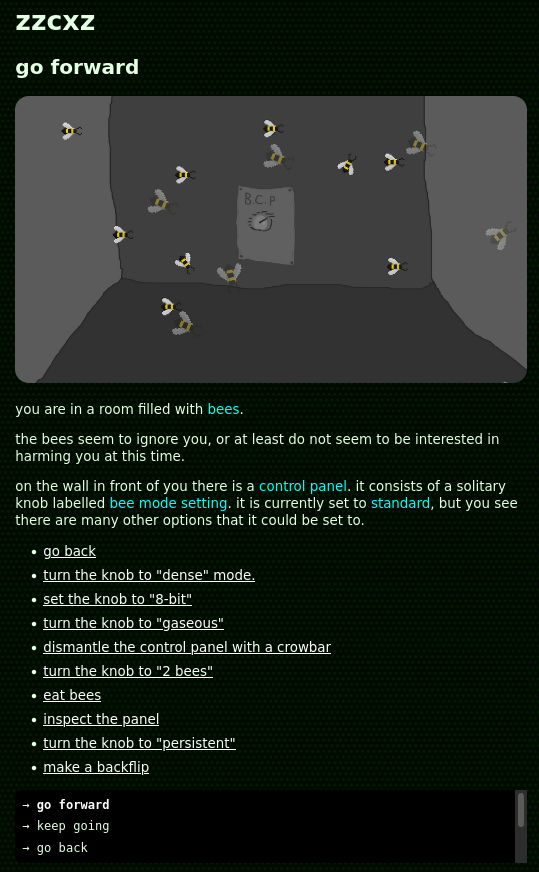 zzcxz
go forward
B.C.P
you are in a room filled with bees.
the bees seem to ignore you, or at least do not seem to be interested in
harming you at this time.
on the wall in front of you there is a control panel. it consists of a solitary
knob labelled bee mode setting. it is currently set to standard, but you see
there are many other options that it could be set to.
• go back
• turn the knob to "dense" mode.
• set the knob to "8-bit"
• turn the knob to "gaseous"
• dismantle the control panel with a crowbar
• turn the knob to "2 bees"
• eat bees
• inspect the panel
• turn the knob to "persistent"
• make a backflip
→ go forward
→ keep going
→ go back